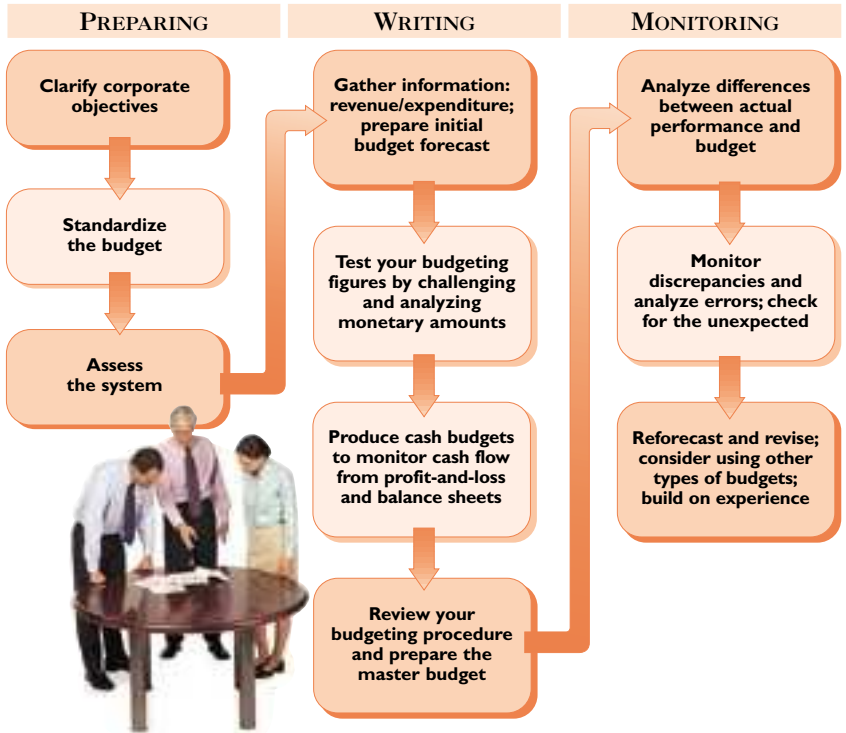 PREPARING
Clarify corporate
objectives
Standardize
the budget
Assess
the system
WRITING
Gather information:
revenue/expenditure;
prepare initial
budget forecast
Test your budgeting
figures by challenging
and analyzing
monetary amounts
Produce cash budgets
to monitor cash flow
from profit-and-loss
and balance sheets
Review your
budgeting procedure
and prepare the
master budget
MONITORING
Analyze differences
between actual
performance and
budget
Monitor
discrepancies and
analyze errors; check
for the unexpected
Reforecast and revise;
consider using other
types of budgets;
build on experience